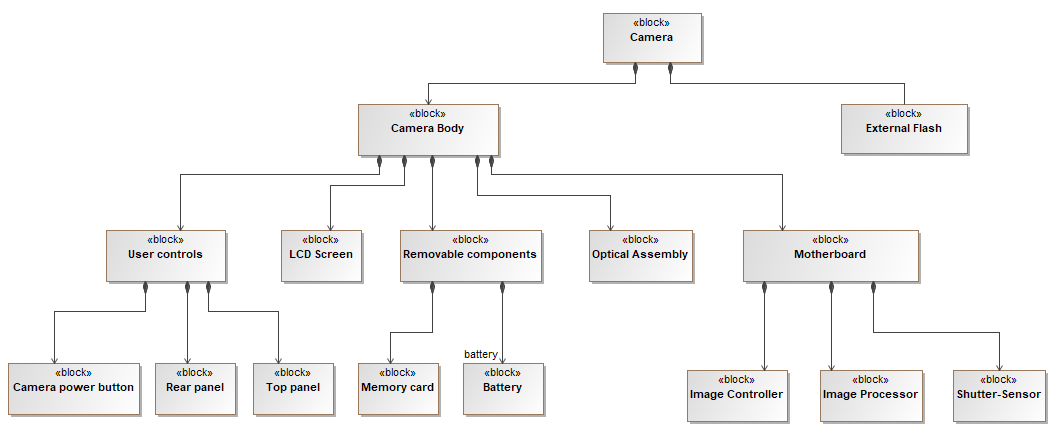 «block»
Camera
«block»
Camera Body
«block»
External Flash
«block»
User controls
«block»
LCD Screen
«block»
Removable components
«block»
Optical Assembly
«block»
Motherboard
battery
«block»
Camera power button
«block»
Rear panel
«block»
Top panel
«block»
Memory card
«block»
Battery
«block»
Image Controller
«block»
Image Processor
«block»
Shutter-Sensor